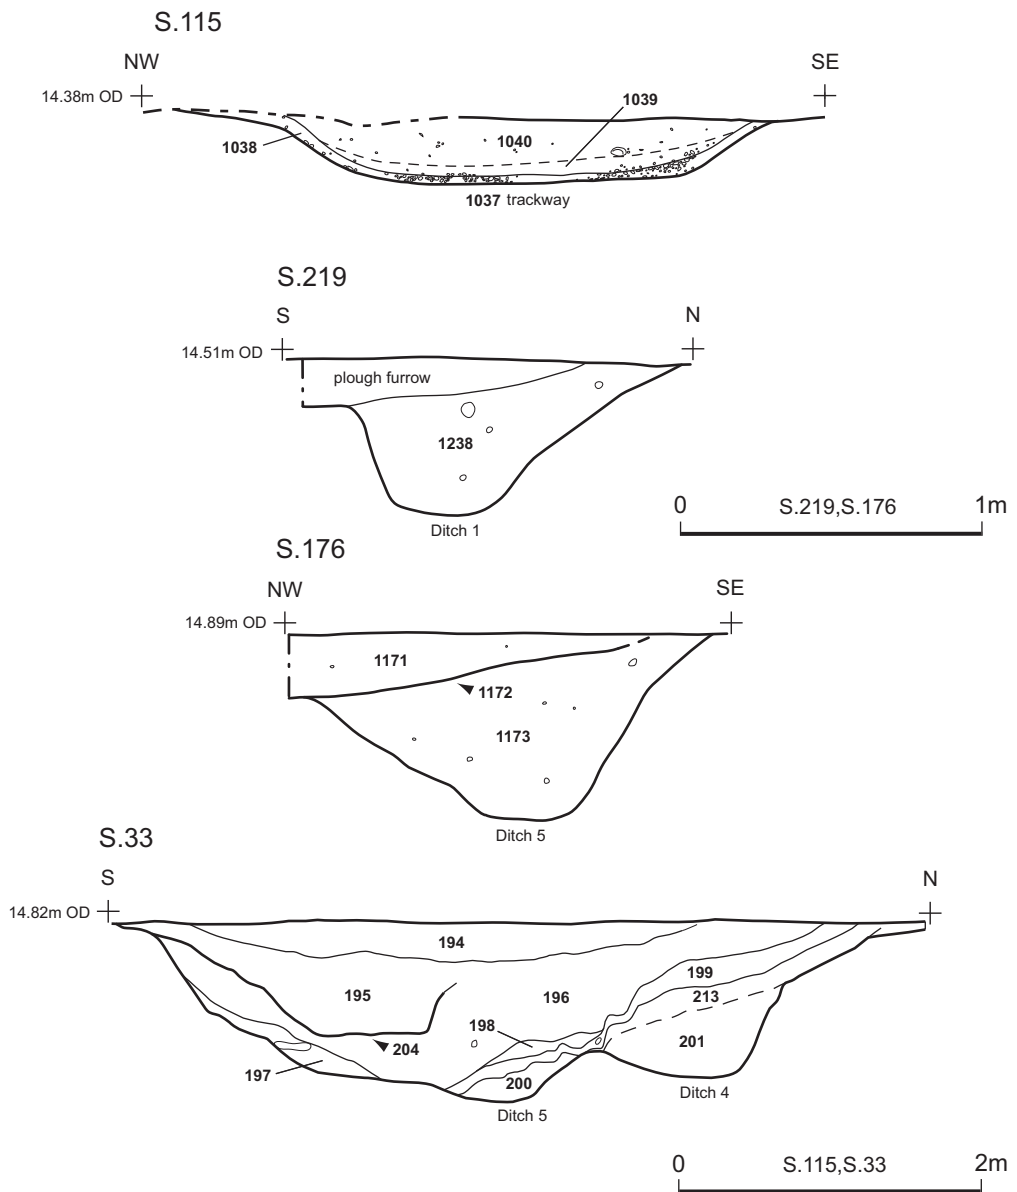 S.115
NW SE
14.38m OD
1039
1040
1038
1037 trackway
S.219
S N
14.51m OD
plough furrow
1238
Ditch 1
0 S.219,S.176 1m
S.176
NW SE
14.89m OD
1171
1172
1173
Ditch 5
S.33
S N
14.82m OD
194
199
195 196 213
198
204 201
197
200
Ditch 4
Ditch 5
0 S.115,S.33 2m